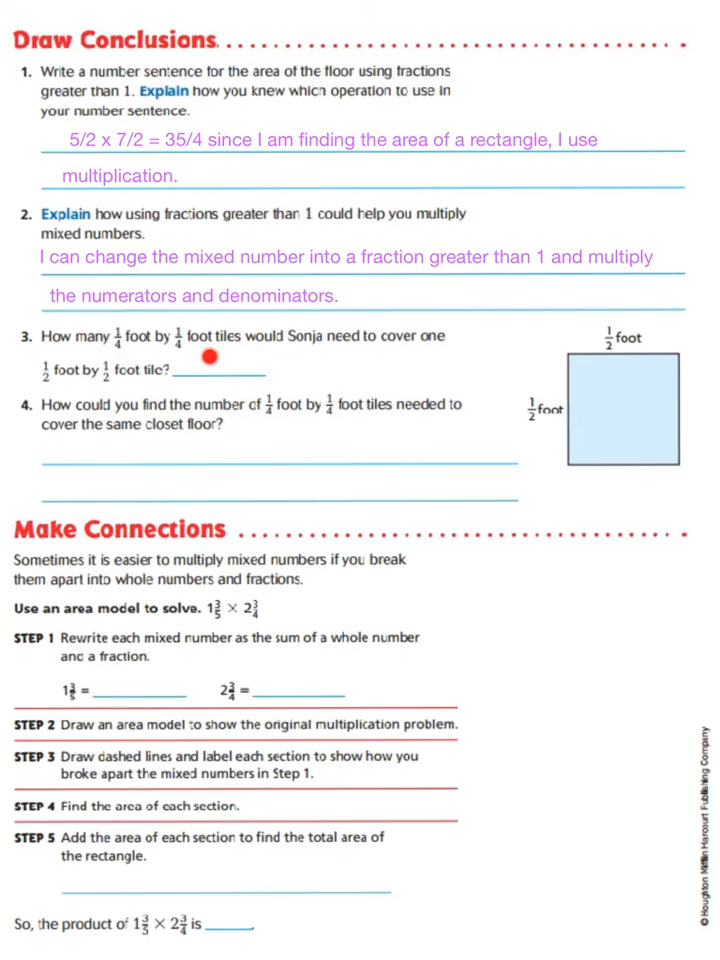 Draw Conclusions
1. Write a number sentence for the area of the floor using fractions
greater than 1. Explain how you knew which operation to use in
your number sentence.
5/2 x 7/2 = 35/4 since I am finding the area of a rectangle, I use
multiplication.
2. Explain how using fractions greater than 1 could help you multiply
mixed numbers.
I can change the mixed number into a fraction greater than 1 and multiply
the numerators and denominators.
3. How many 1/4 foot by 1/4 foot tiles would Sonja need to cover one
1/2 foot by 1/2 foot tile?
1/2 foot
4. How could you find the number of 1/4 foot by 1/4 foot tiles needed to
cover the same closet floor?
1/2 foot
Make Connections
Sometimes it is easier to multiply mixed numbers if you break
them apart into whole numbers and fractions.
Use an area model to solve. 1 3/5 × 2 3/4
STEP 1 Rewrite each mixed number as the sum of a whole number
and a fraction.
1 3/5 = 2 3/4 =
STEP 2 Draw an area model to show the original multiplication problem.
STEP 3 Draw dashed lines and label each section to show how you
broke apart the mixed numbers in Step 1.
STEP 4 Find the area of each section.
STEP 5 Add the area of each section to find the total area of
the rectangle.
So, the product of 1 3/5 × 2 3/4 is .
© Houghton Mifflin Harcourt Publishing Company